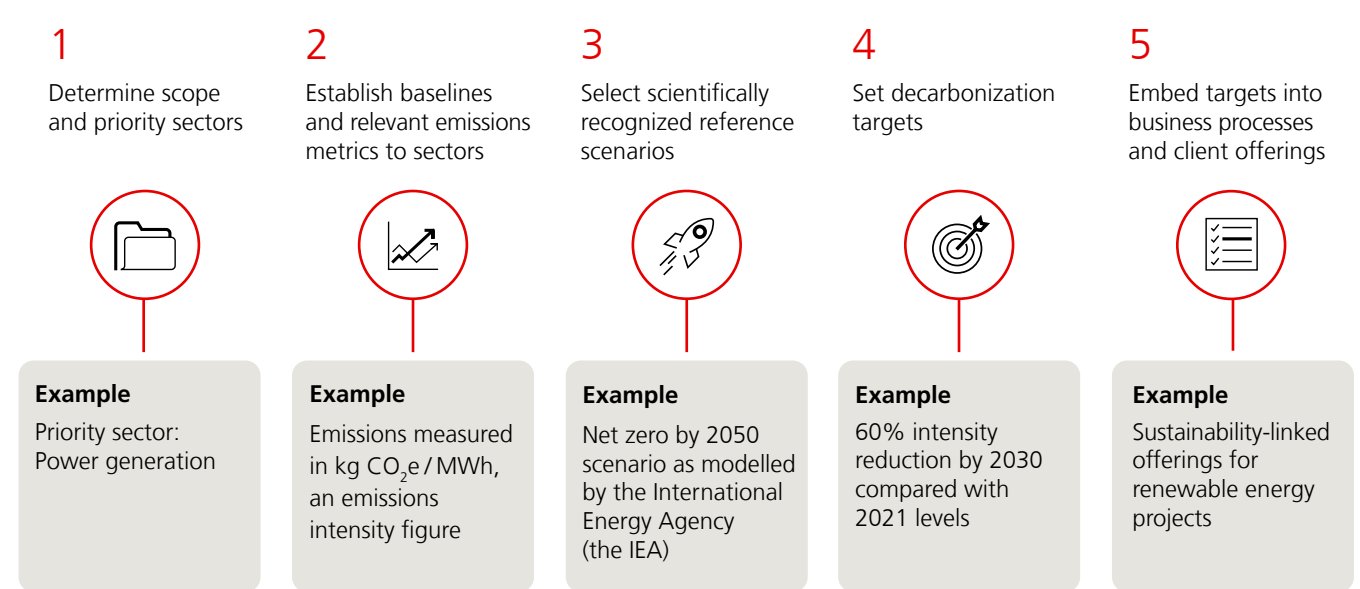 1
Determine scope
and priority sectors
2
Establish baselines
and relevant emissions
metrics to sectors
3
Select scientifically
recognized reference
scenarios
4
Set decarbonization
targets
5
Embed targets into
business processes
and client offerings
Example
Priority sector:
Power generation
Example
Emissions measured
in kg CO₂e / MWh,
an emissions
intensity figure
Example
Net zero by 2050
scenario as modelled
by the International
Energy Agency
(the IEA)
Example
60% intensity
reduction by 2030
compared with
2021 levels
Example
Sustainability-linked
offerings for
renewable energy
projects